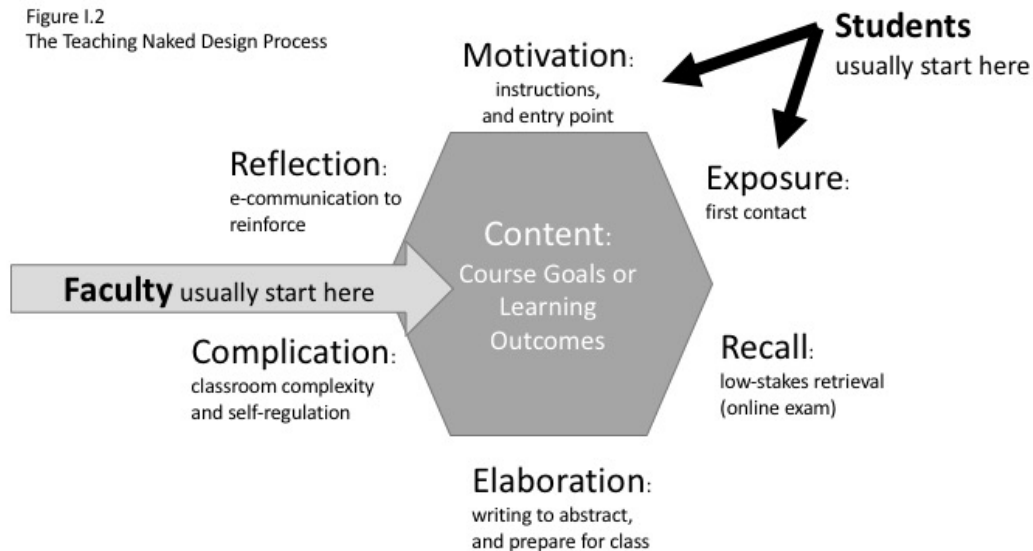 Figure I.2
The Teaching Naked Design Process
Motivation:
instructions,
and entry point
Students
usually start here
Exposure:
first contact
Reflection:
e-communication to
reinforce
Content:
Course Goals or
Learning
Outcomes
Faculty usually start here
Complication:
classroom complexity
and self-regulation
Recall:
low-stakes retrieval
(online exam)
Elaboration:
writing to abstract,
and prepare for class